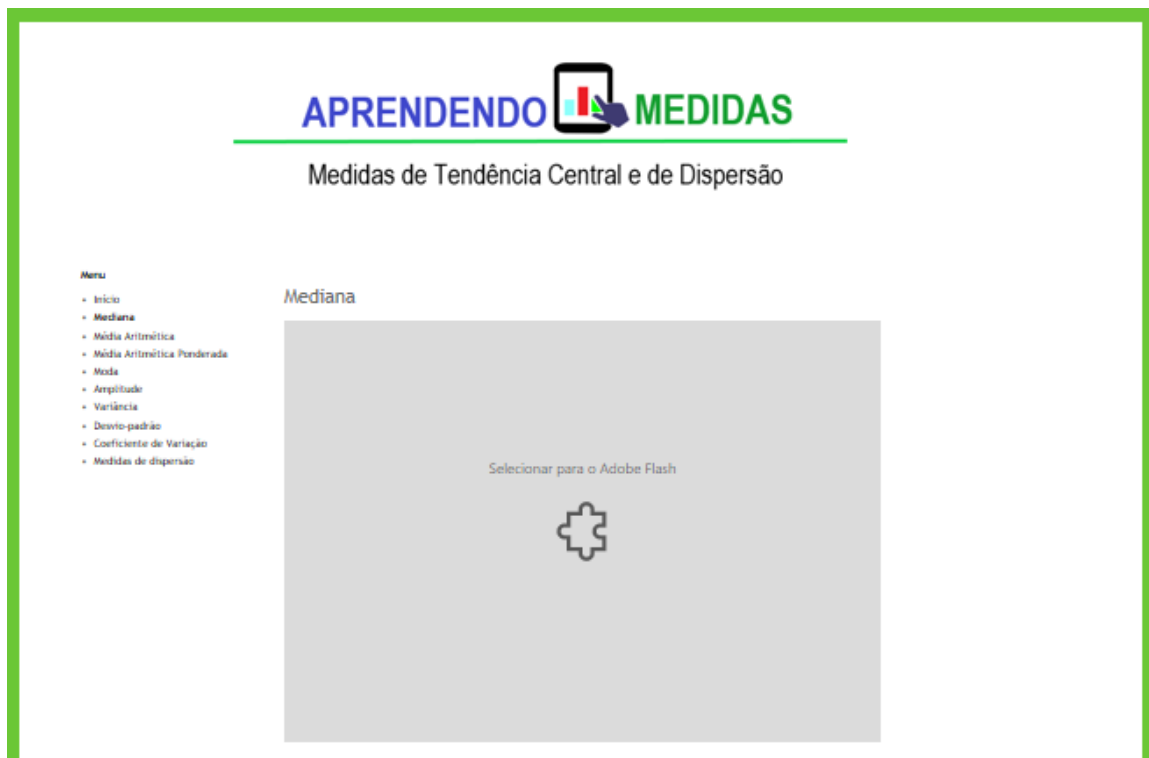 APRENDENDO MEDIDAS
Medidas de Tendência Central e de Dispersão
Menu
Início
Mediana
Média Aritmética
Média Aritmética Ponderada
Moda
Amplitude
Variância
Desvio-padrão
Coeficiente de Variação
Medidas de dispersão
Mediana
Selecionar para o Adobe Flash